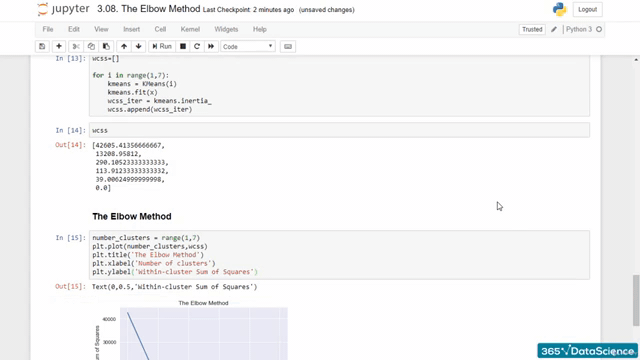 jupyter 3.08. The Elbow Method Last Checkpoint: 2 minutes ago (unsaved changes) Logout
File Edit View Insert Cell Kernel Widgets Help Trusted Python 3 O
Run Code
In [13] wcss=[]
for i in range(1,7):
kmeans = KMeans(i)
kmeans.fit(x)
wcss_iter = kmeans.inertia_
wcss.append(wcss_iter)
In [14] wcss
Out[14]: [42605.41356666667,
13208.95812,
290.10523333333333,
113.91233333333332,
39.00624999999998,
0.0]
The Elbow Method
In [15] number_clusters = range(1,7)
plt.plot(number_clusters,wcss)
plt.title('The Elbow Method')
plt.xlabel('Number of clusters')
plt.ylabel('Within-cluster Sum of Squares')
Out[15]: Text(0,0.5,'Within-cluster Sum of Squares')
The Elbow Method
40000
30000
um of Squares
365 DataScience